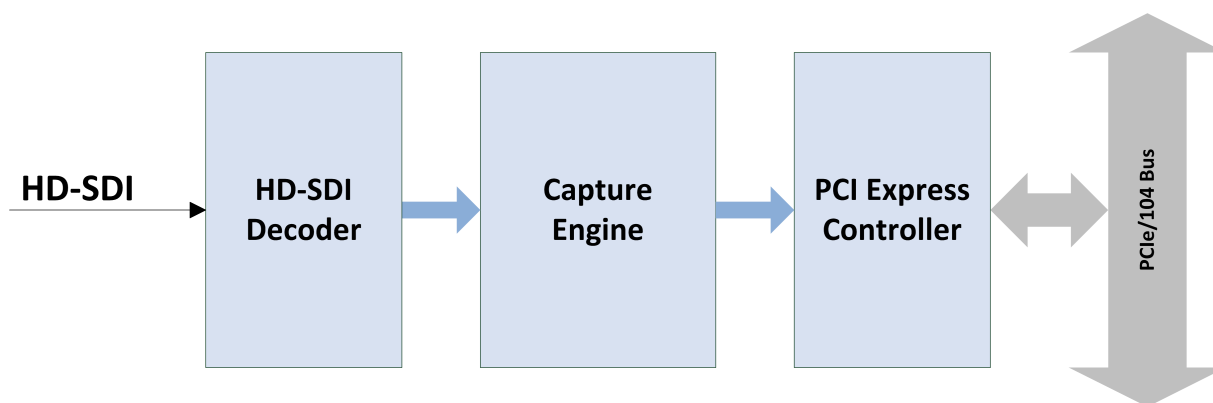 HD-SDI
HD-SDI
Decoder
Capture
Engine
PCI Express
Controller
PCIe/104 Bus